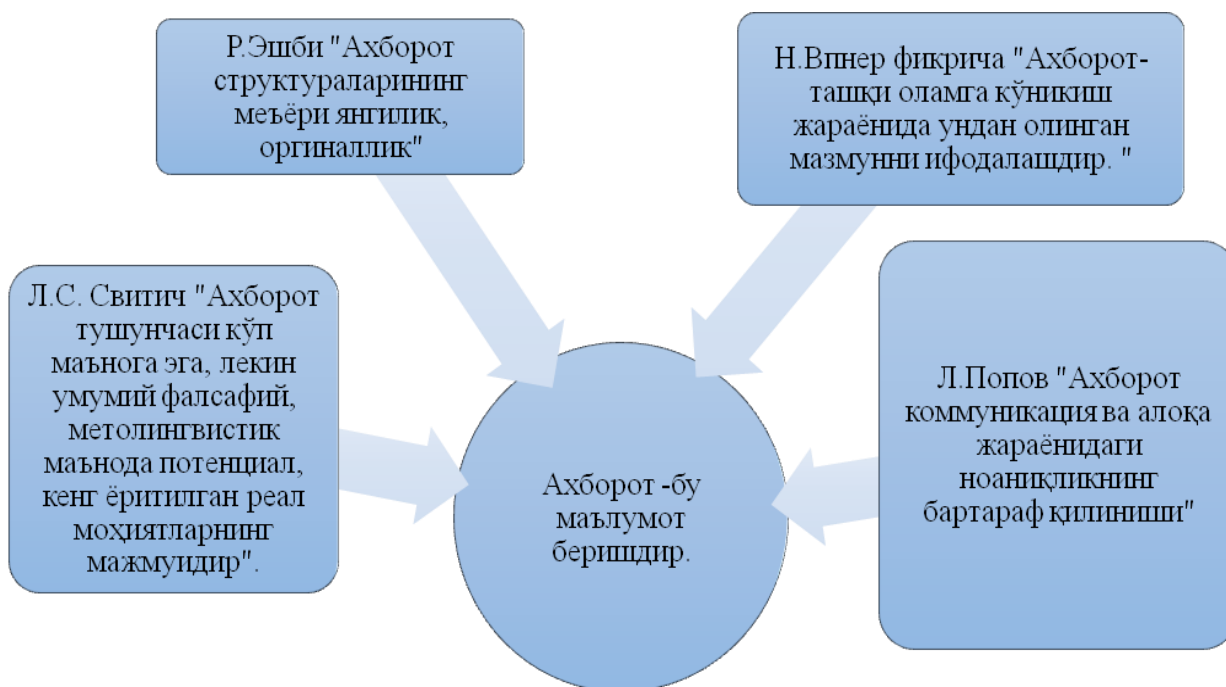 Р.Эшби "Ахборот
структураларининг
меъёри янгилик,
оргиналлик"
Н.Впнер фикрича "Ахборот-
ташқи оламга кўникиш
жараёнида ундан олинган
мазмунни ифодалашдир. "
Л.С. Свитич "Ахборот
тушунчаси кўп
маънога эга, лекин
умумий фалсафий,
метолингвистик
маънода потенциал,
кенг ёритилган реал
моҳиятларнинг
мажмуидир".
Ахборот -бу
маълумот
беришдир.
Л.Попов "Ахборот
коммуникация ва алоқа
жараёнидаги
ноаниқликнинг
бартараф қилиниши"